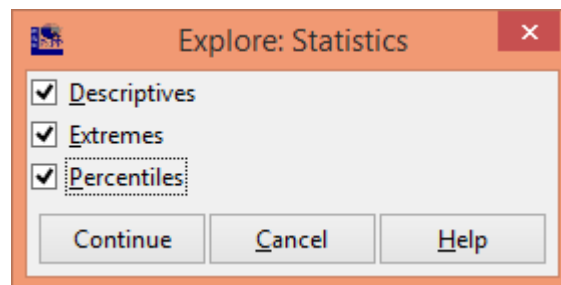 Explore: Statistics
Descriptives
Extremes
Percentiles
Continue Cancel Help